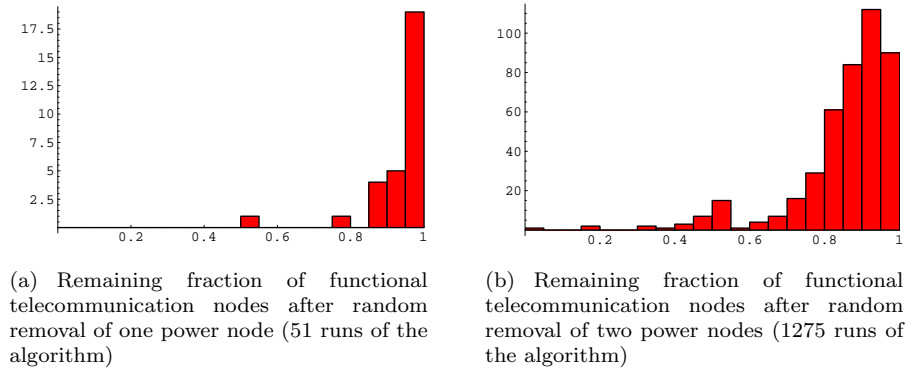 17.5
15
12.5
10
7.5
5
2.5
0.2 0.4 0.6 0.8 1
100
80
60
40
20
0.2 0.4 0.6 0.8 1
(a) Remaining fraction of functional
telecommunication nodes after random
removal of one power node (51 runs of the
algorithm)
(b) Remaining fraction of functional
telecommunication nodes after random
removal of two power nodes (1275 runs of
the algorithm)